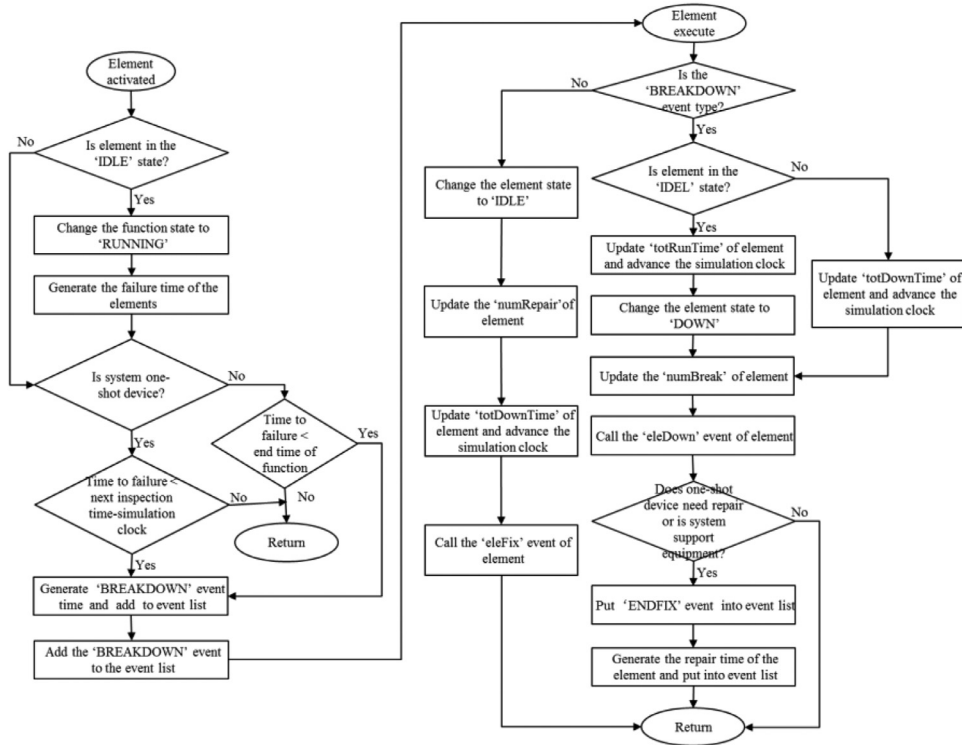 Element
activated
Is element in the
‘IDLE’ state?
No
Yes
Change the function state to
‘RUNNING’
Generate the failure time of the
elements
Is system one-
shot device?
No
Yes
Time to
failure <
end time of
function
Yes
No
Time to failure <
next inspection
time-simulation
clock
No
Yes
Return
Generate ‘BREAKDOWN’ event
time and add to event list
Add the ‘BREAKDOWN’ event
to the event list
Element
execute
Is the
‘BREAKDOWN’
event type?
No
Yes
Change the element state
to ‘IDLE’
Update the ‘numRepair’of
element
Update ‘totDownTime’ of
element and advance the
simulation clock
Call the ‘eleFix’ event of
element
Is element in the
‘IDEL’ state?
No
Yes
Update ‘totRunTime’ of element
and advance the simulation clock
Change the element state to
‘DOWN’
Update ‘totDownTime’ of
element and advance the
simulation clock
Update the ‘numBreak’ of element
Call the ‘eleDown’ event of element
Does one-shot
device need repair
or is system
support
equipment?
No
Yes
Put ‘ENDFIX’ event into event list
Generate the repair time of the
element and put into event list
Return